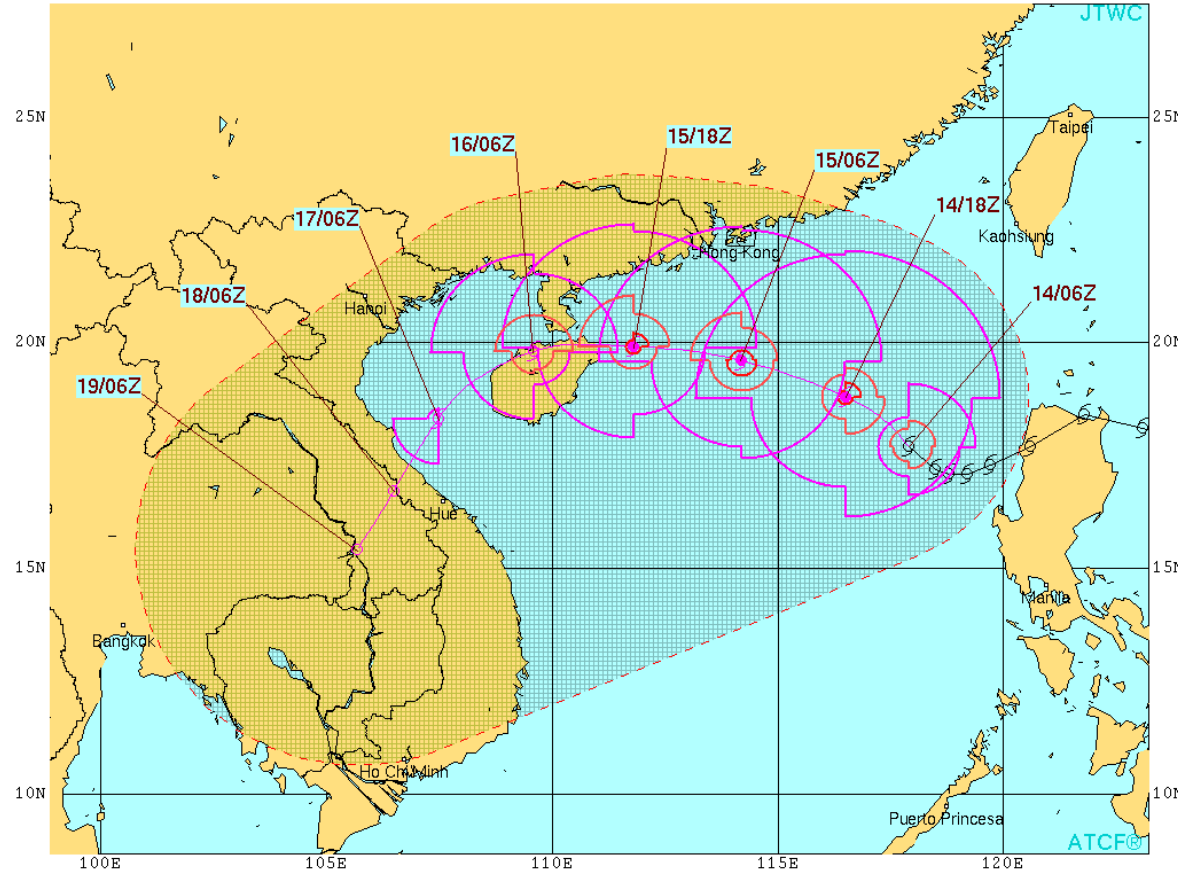 JTWC
25N
25N
Taipei
16/06Z
15/18Z
15/06Z
14/18Z
17/06Z
Kaohsiung
Hong-Kong
18/06Z
Hanoi
14/06Z
20N
20N
19/06Z
Hue
15N
15N
Manila
Bangkok
Ho Chi Minh
10N
10N
Puerto Princesa
ATCF®
100E
105E
110E
115E
120E